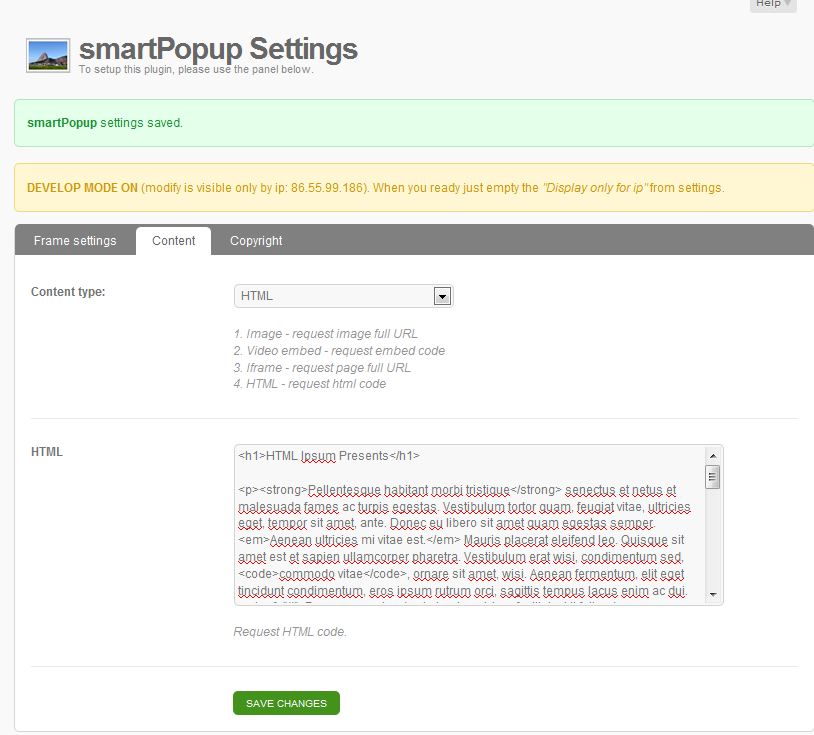 Help
smartPopup Settings
To setup this plugin, please use the panel below.
smartPopup settings saved.
DEVELOP MODE ON (modify is visible only by ip: 86.55.99.186). When you ready just empty the "Display only for ip" from settings.
Frame settings
Content
Copyright
Content type:
HTML
1. Image - request image full URL
2. Video embed - request embed code
3. Iframe - request page full URL
4. HTML - request html code
HTML
<h1>HTML Ipsum Presents</h1>
<p><strong>Pellentesque habitant morbi tristique</strong> senectus et netus et
malesuada fames ac turpis egestas. Vestibulum tortor quam, feugiat vitae, ultricies
eget, tempor sit amet, ante. Donec eu libero sit amet quam egestas semper.
<em>Aenean ultricies mi vitae est.</em> Mauris placerat eleifend leo. Quisque sit
amet est et sapien ullamcorper pharetra. Vestibulum erat wisi, condimentum sed,
<code>commodo vitae</code>, ornare sit amet, wisi. Aenean fermentum, elit eget
tincidunt condimentum, eros ipsum rutrum orci, sagittis tempus lacus enim ac dui.
Request HTML code.
SAVE CHANGES